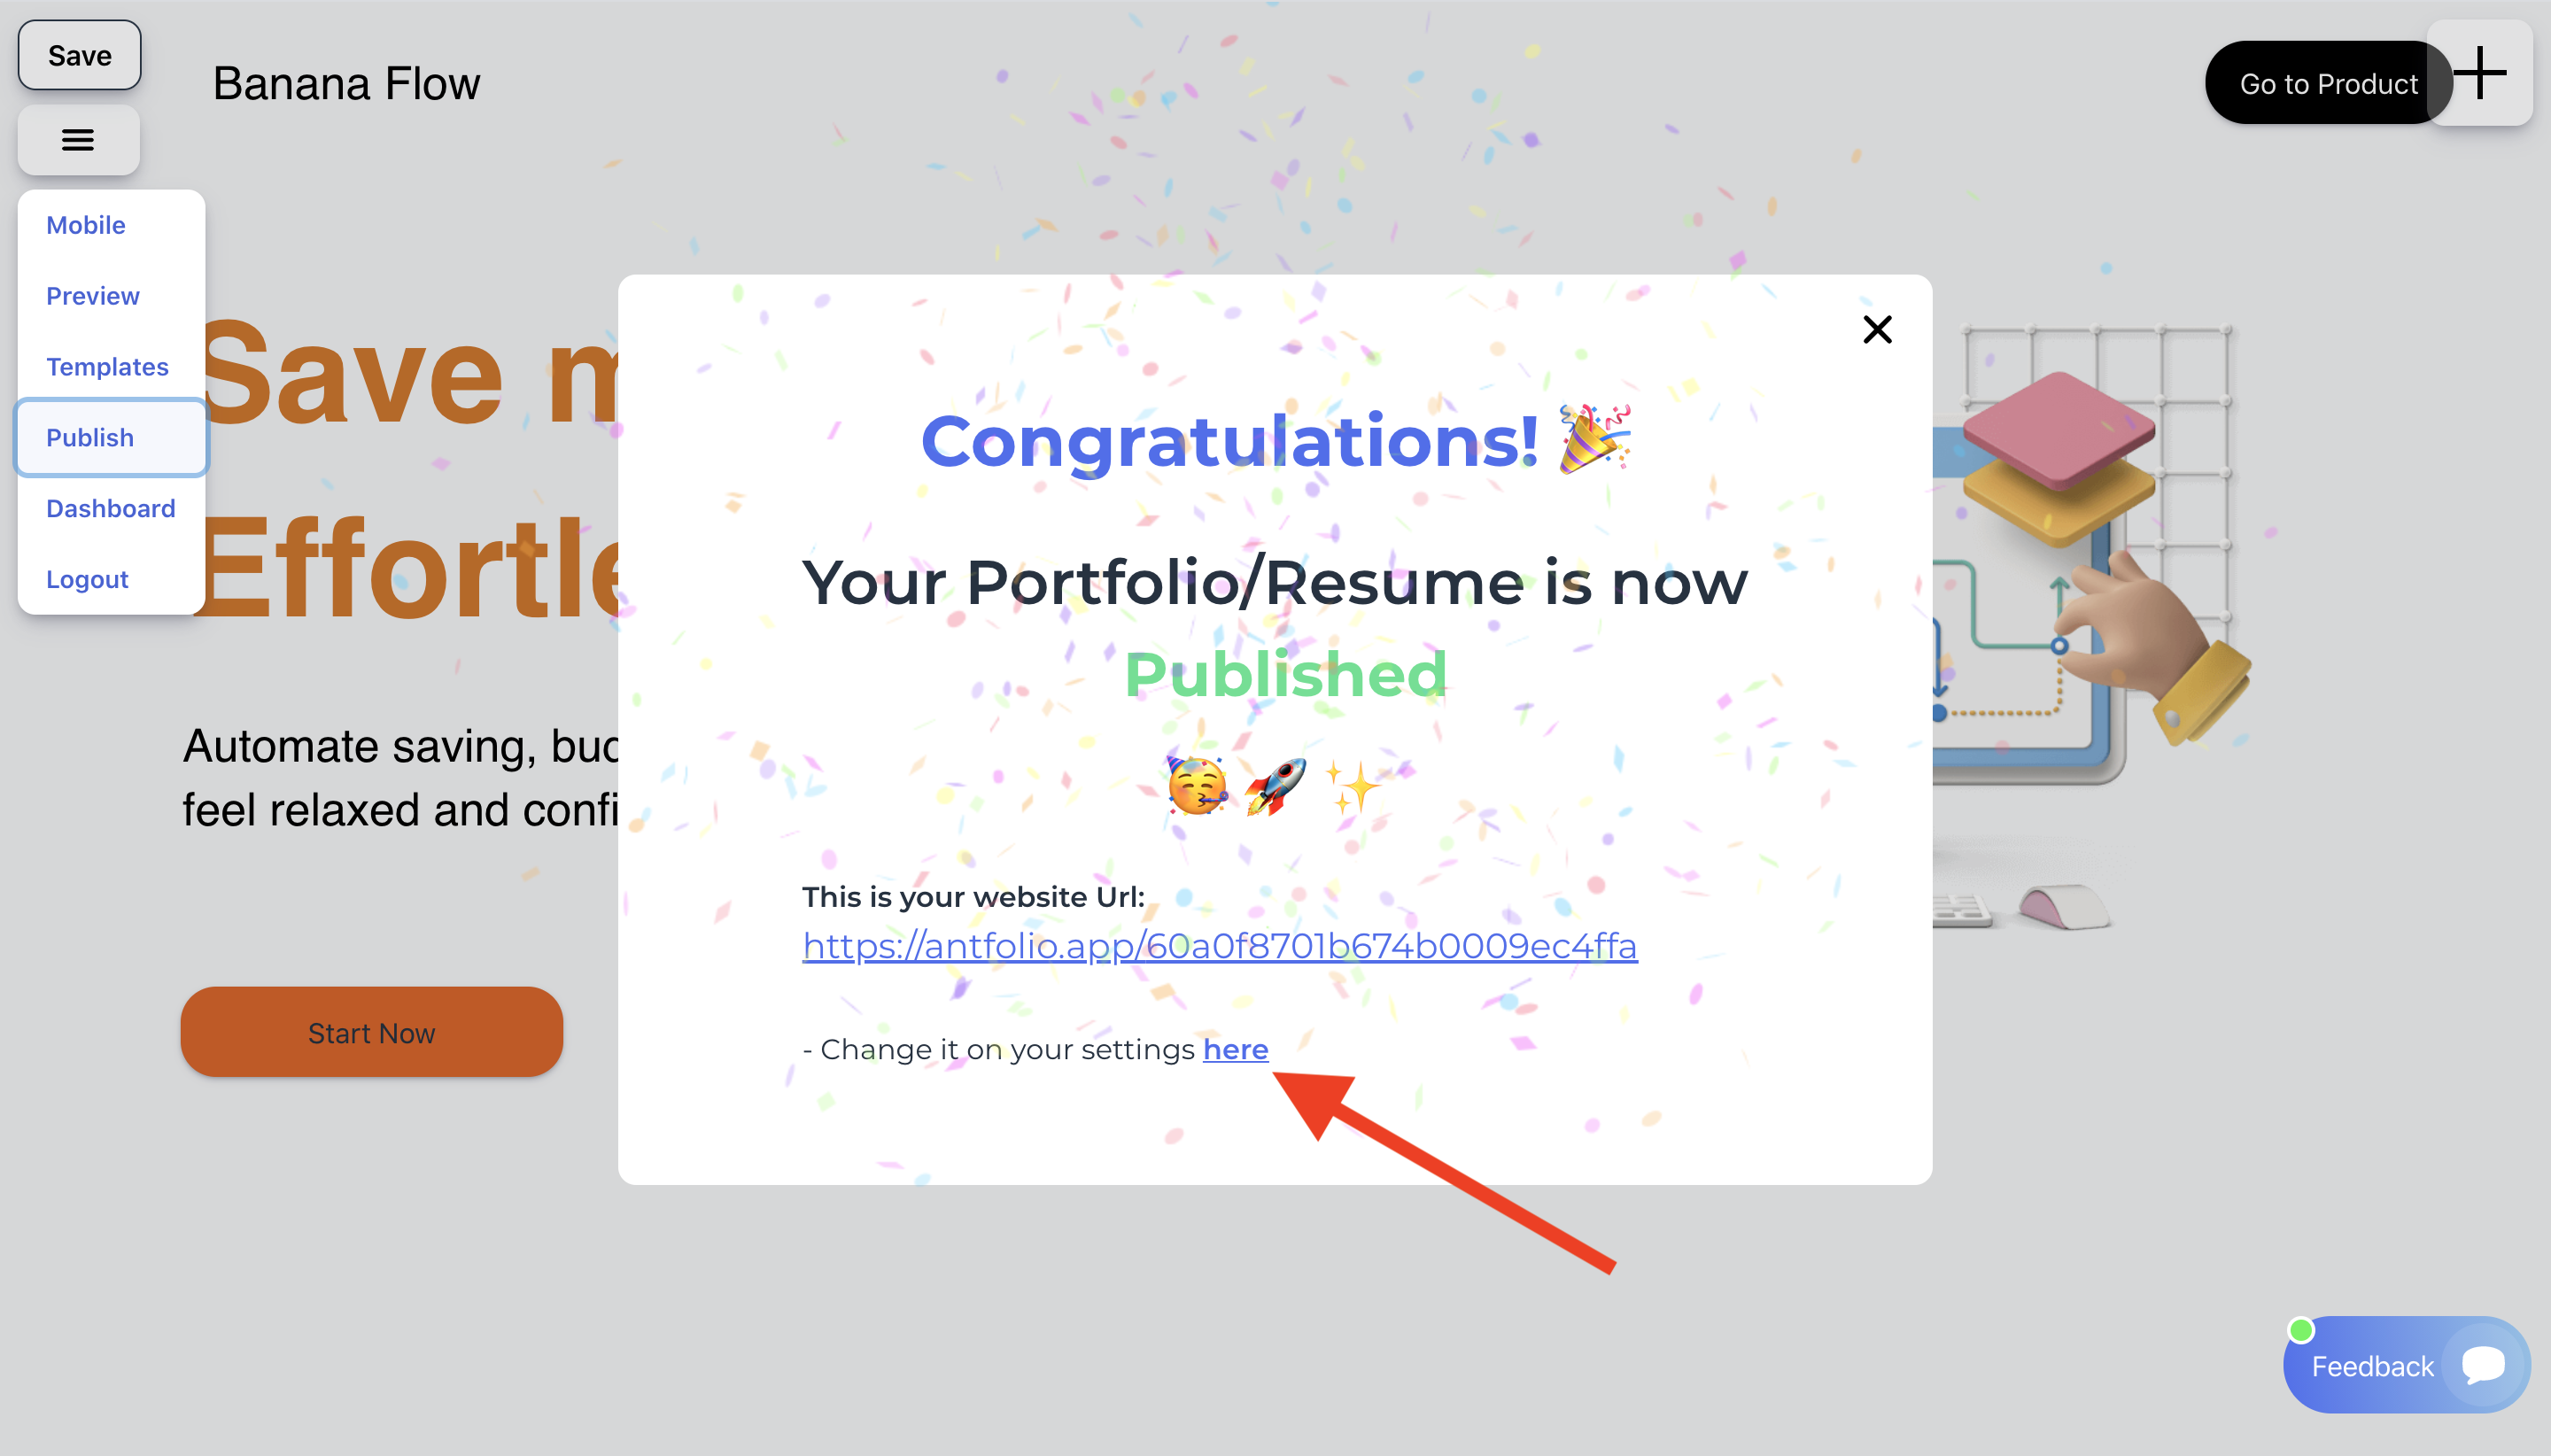 Save
Banana Flow
Go to Product
Mobile
Preview
Templates
Publish
Dashboard
Logout
Save
Effortle
Automate saving, bud
feel relaxed and confi
Start Now
Congratulations!
Your Portfolio/Resume is now
Published
This is your website Url:
https://antfolio.app/60a0f8701b674b0009ec4ffa
- Change it on your settings here
Feedback